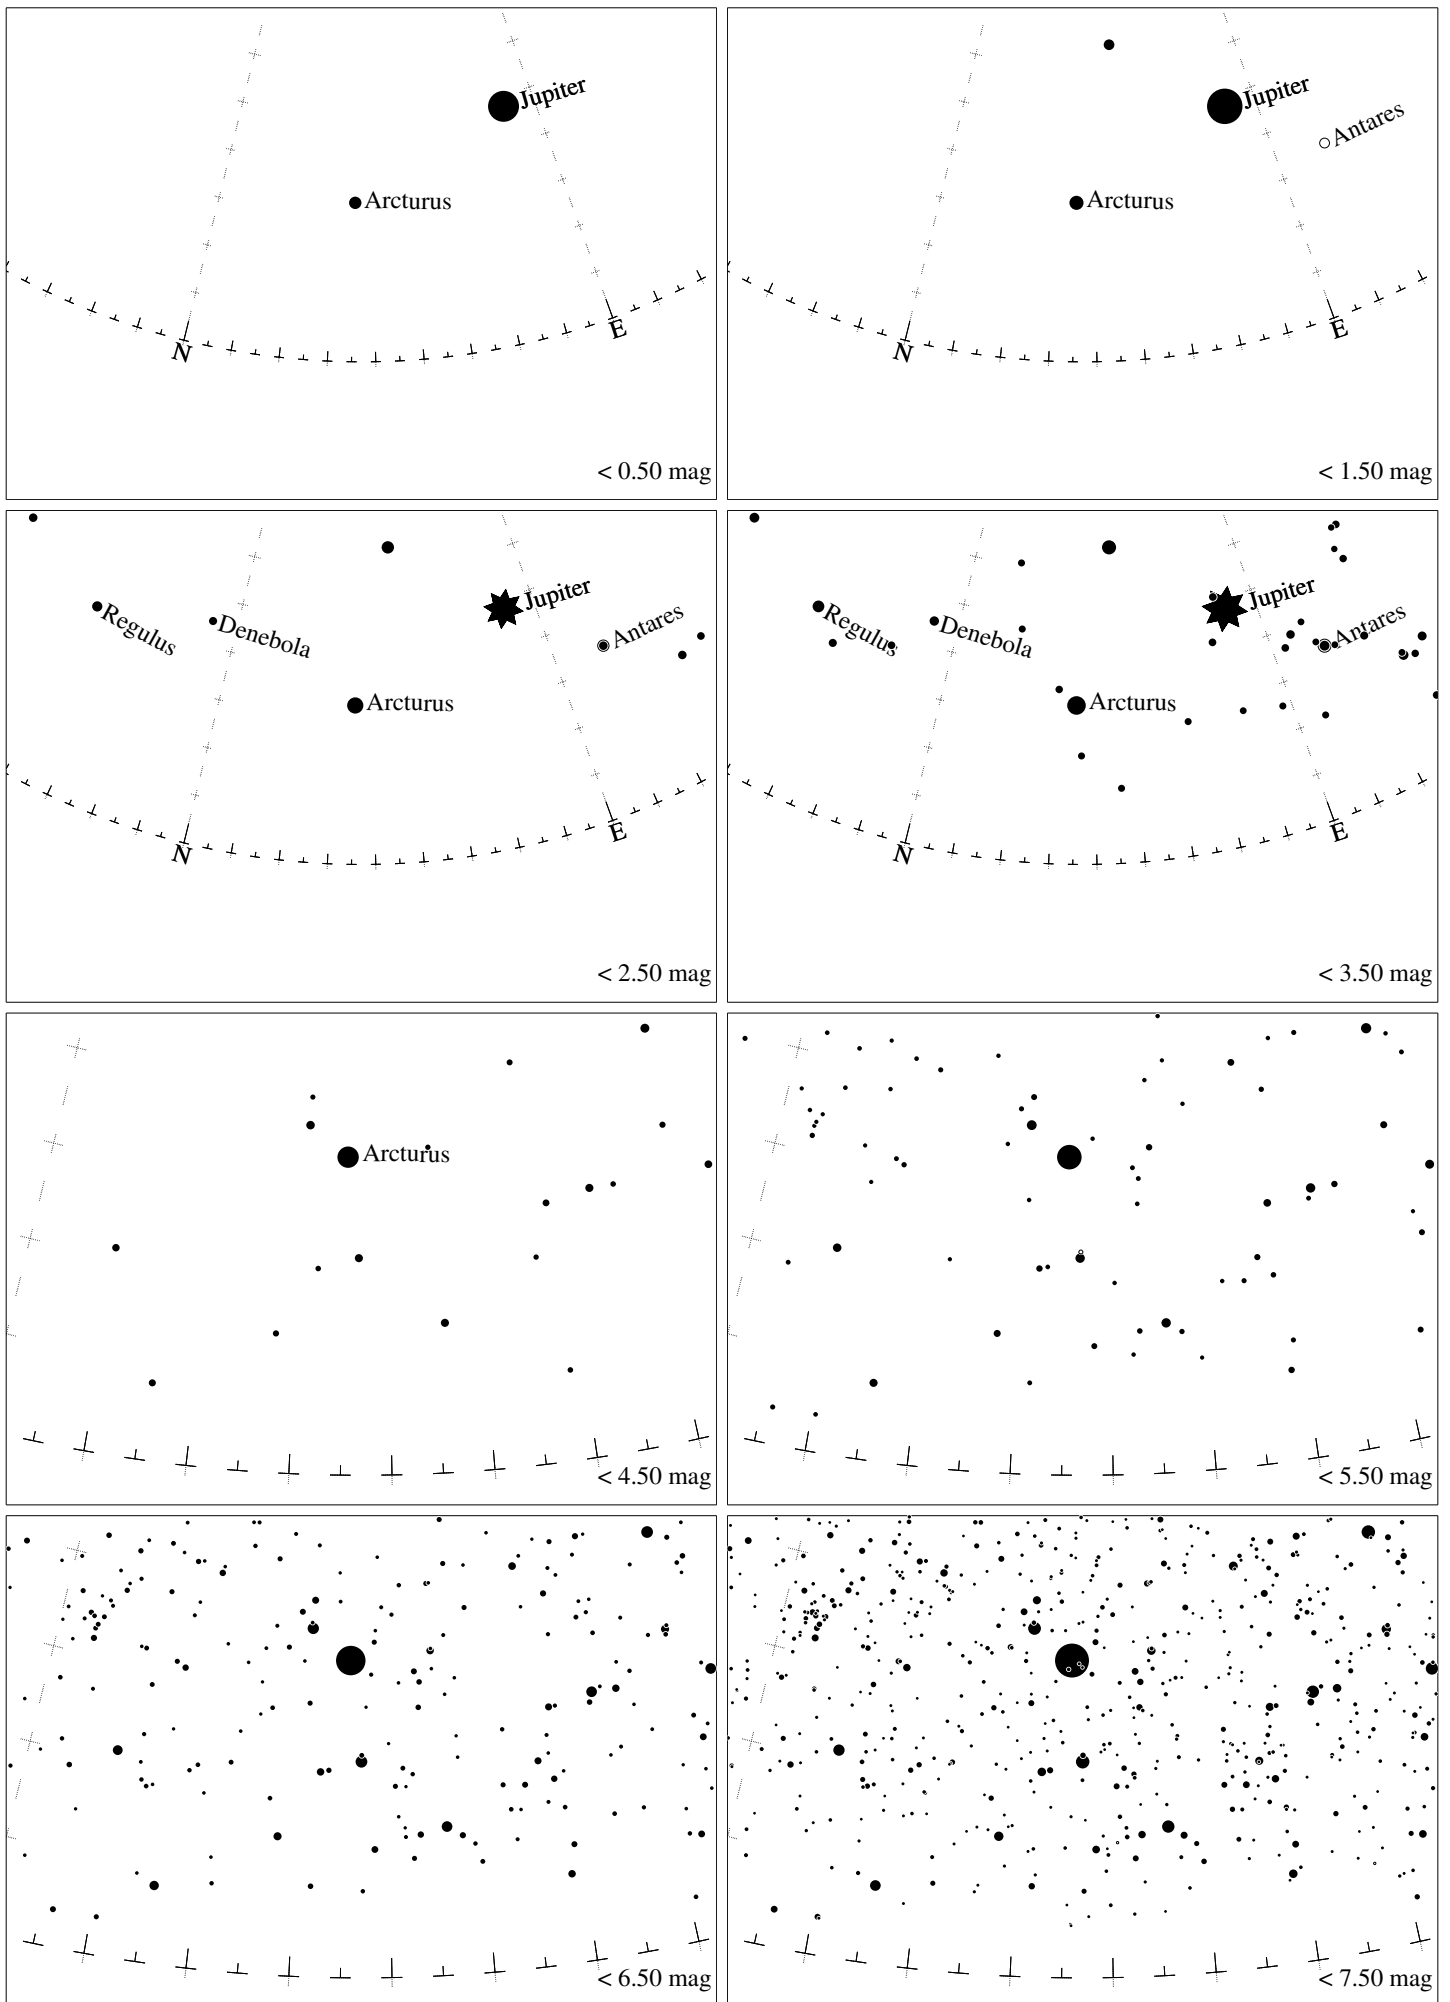 Jupiter
Arcturus
N
E
< 0.50 mag
Jupiter
Antares
Arcturus
N
E
< 1.50 mag
Jupiter
Regulus
Denebola
Antares
Arcturus
N
E
< 2.50 mag
Jupiter
Regulus
Denebola
Antares
Arcturus
N
E
< 3.50 mag
Arcturus
< 4.50 mag
< 5.50 mag
< 6.50 mag
< 7.50 mag